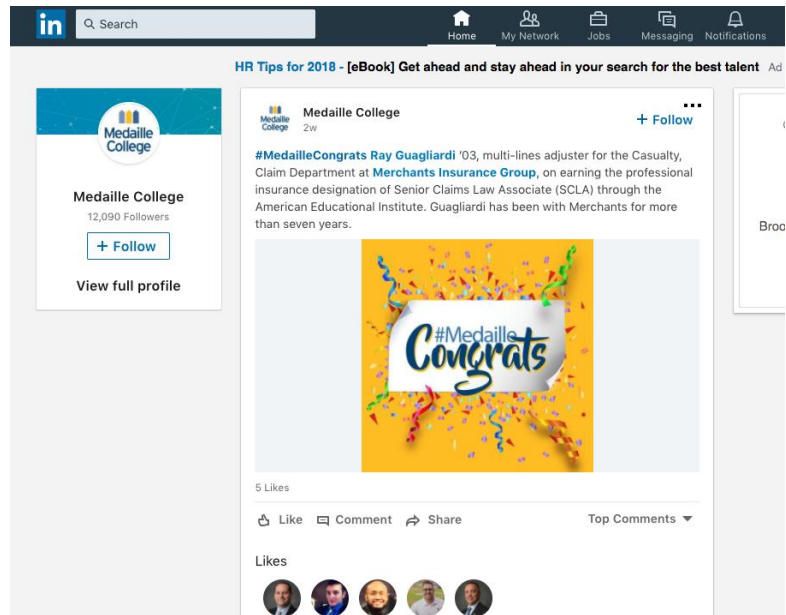 in
Search
Home
My Network
Jobs
Messaging
Notifications
HR Tips for 2018 - [eBook] Get ahead and stay ahead in your search for the best talent Ad
Medaille
College
Medaille College
12,090 Followers
+ Follow
View full profile
Medaille
College
Medaille College
2w
+ Follow
#MedailleCongrats Ray Guagliardi '03, multi-lines adjuster for the Casualty,
Claim Department at Merchants Insurance Group, on earning the professional
insurance designation of Senior Claims Law Associate (SCLA) through the
American Educational Institute. Guagliardi has been with Merchants for more
than seven years.
#Medaille
Congrats
5 Likes
Like
Comment
Share
Top Comments
Likes
Broo